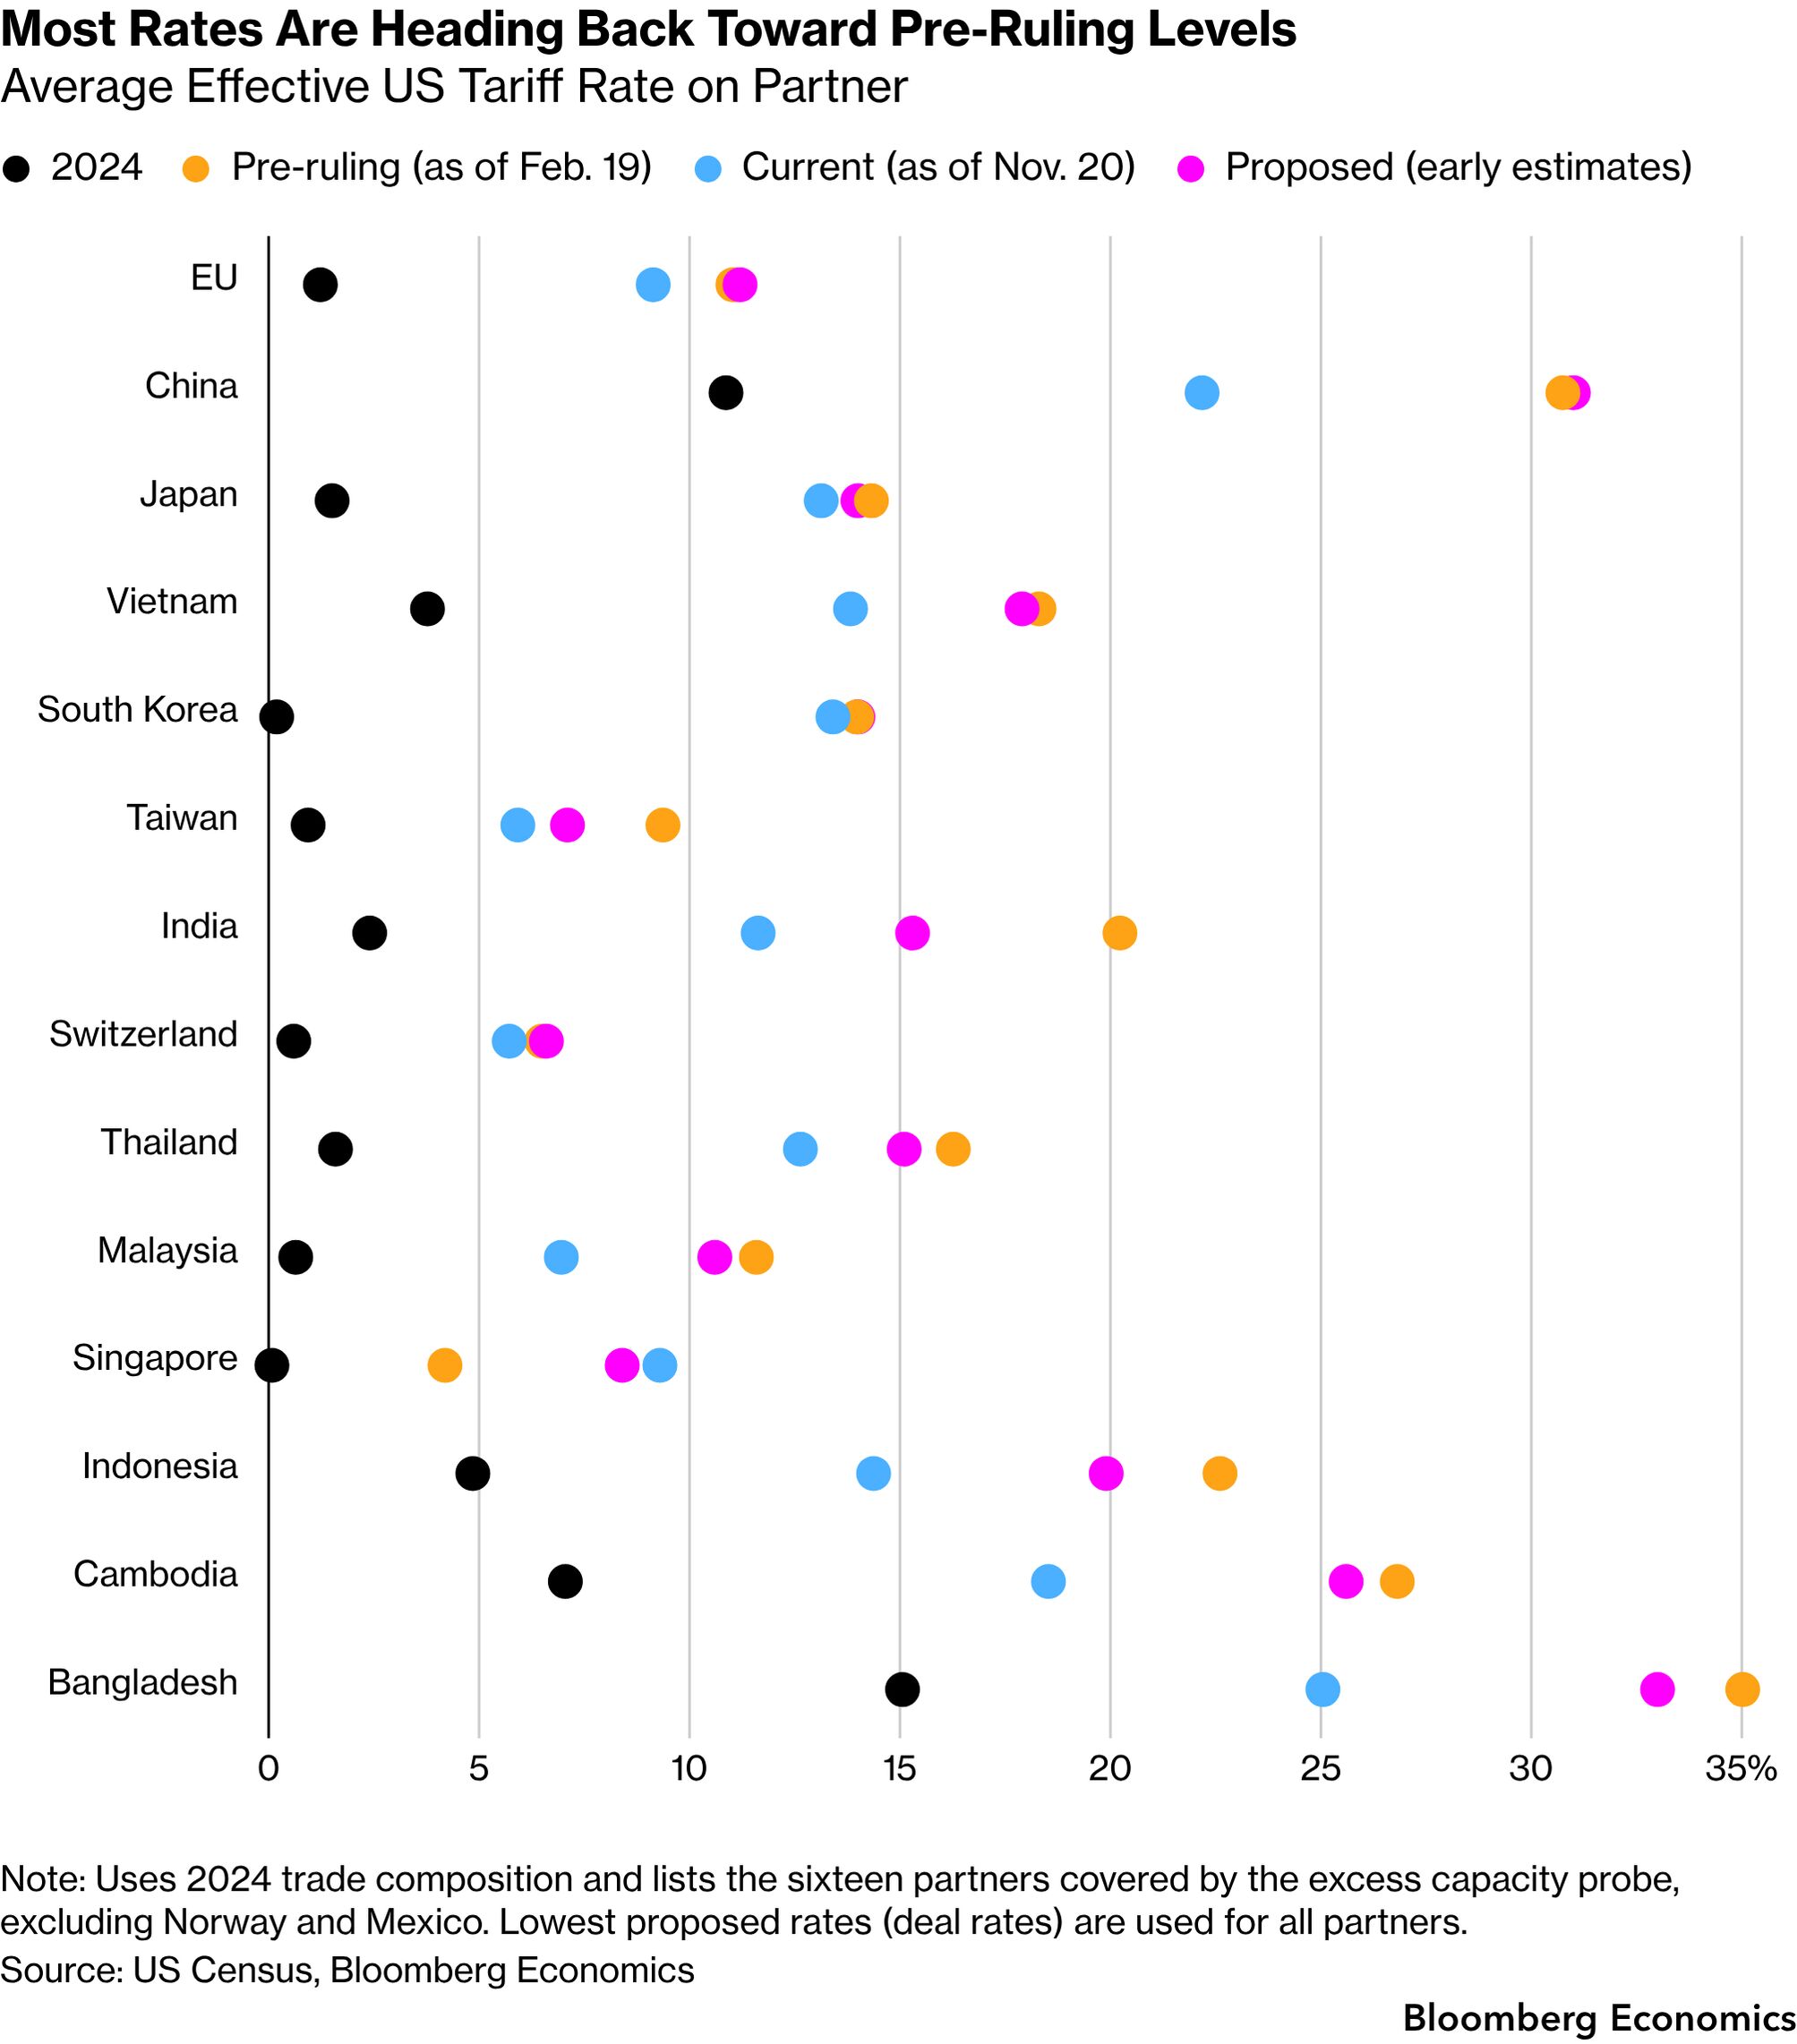 Most Rates Are Heading Back Toward Pre-Ruling Levels
Average Effective US Tariff Rate on Partner
2024 Pre-ruling (as of Feb. 19) Current (as of Nov. 20) Proposed (early estimates)
EU
China
Japan
Vietnam
South Korea
Taiwan
India
Switzerland
Thailand
Malaysia
Singapore
Indonesia
Cambodia
Bangladesh
0 5 10 15 20 25 30 35%
Note: Uses 2024 trade composition and lists the sixteen partners covered by the excess capacity probe,
excluding Norway and Mexico. Lowest proposed rates (deal rates) are used for all partners.
Source: US Census, Bloomberg Economics
Bloomberg Economics